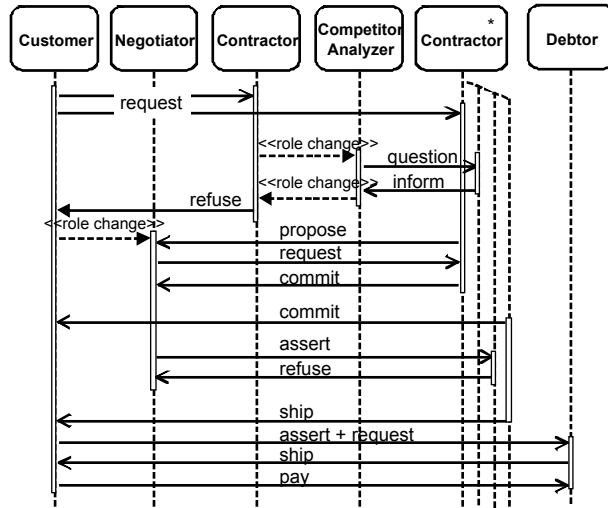 Customer
Negotiator
Contractor
Competitor
Analyzer
Contractor
*
Debtor
request
<<role change>>
question
<<role change>>
inform
refuse
<<role change>>
propose
request
commit
commit
assert
refuse
ship
assert + request
ship
pay